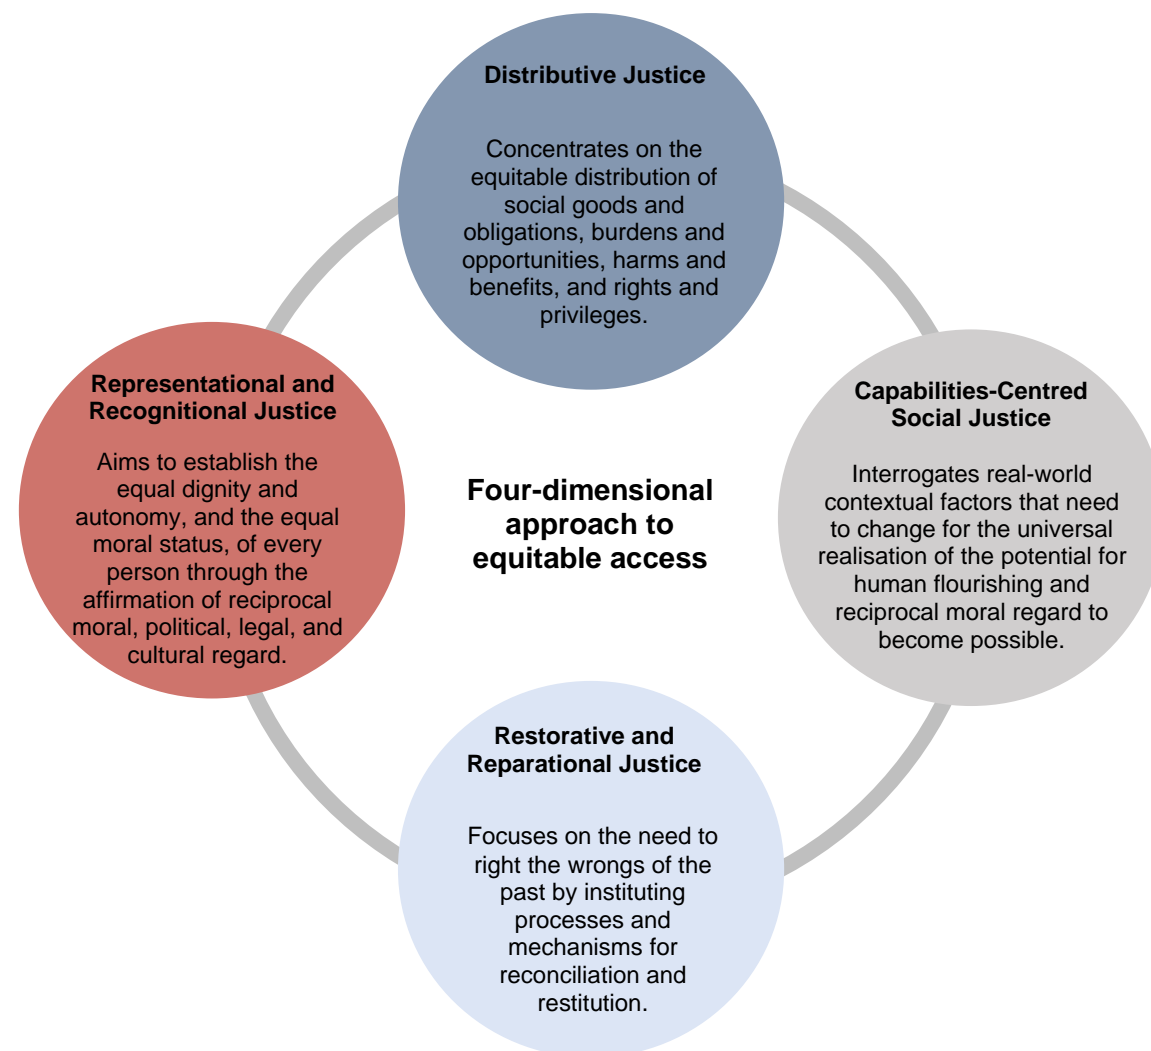 Distributive Justice
Concentrates on the
equitable distribution of
social goods and
obligations, burdens and
opportunities, harms and
benefits, and rights and
privileges.
Representational and
Recognitional Justice
Aims to establish the
equal dignity and
autonomy, and the equal
moral status, of every
person through the
affirmation of reciprocal
moral, political, legal, and
cultural regard.
Four-dimensional
approach to
equitable access
Capabilities-Centred
Social Justice
Interrogates real-world
contextual factors that need
to change for the universal
realisation of the potential for
human flourishing and
reciprocal moral regard to
become possible.
Restorative and
Reparational Justice
Focuses on the need to
right the wrongs of the
past by instituting
processes and
mechanisms for
reconciliation and
restitution.